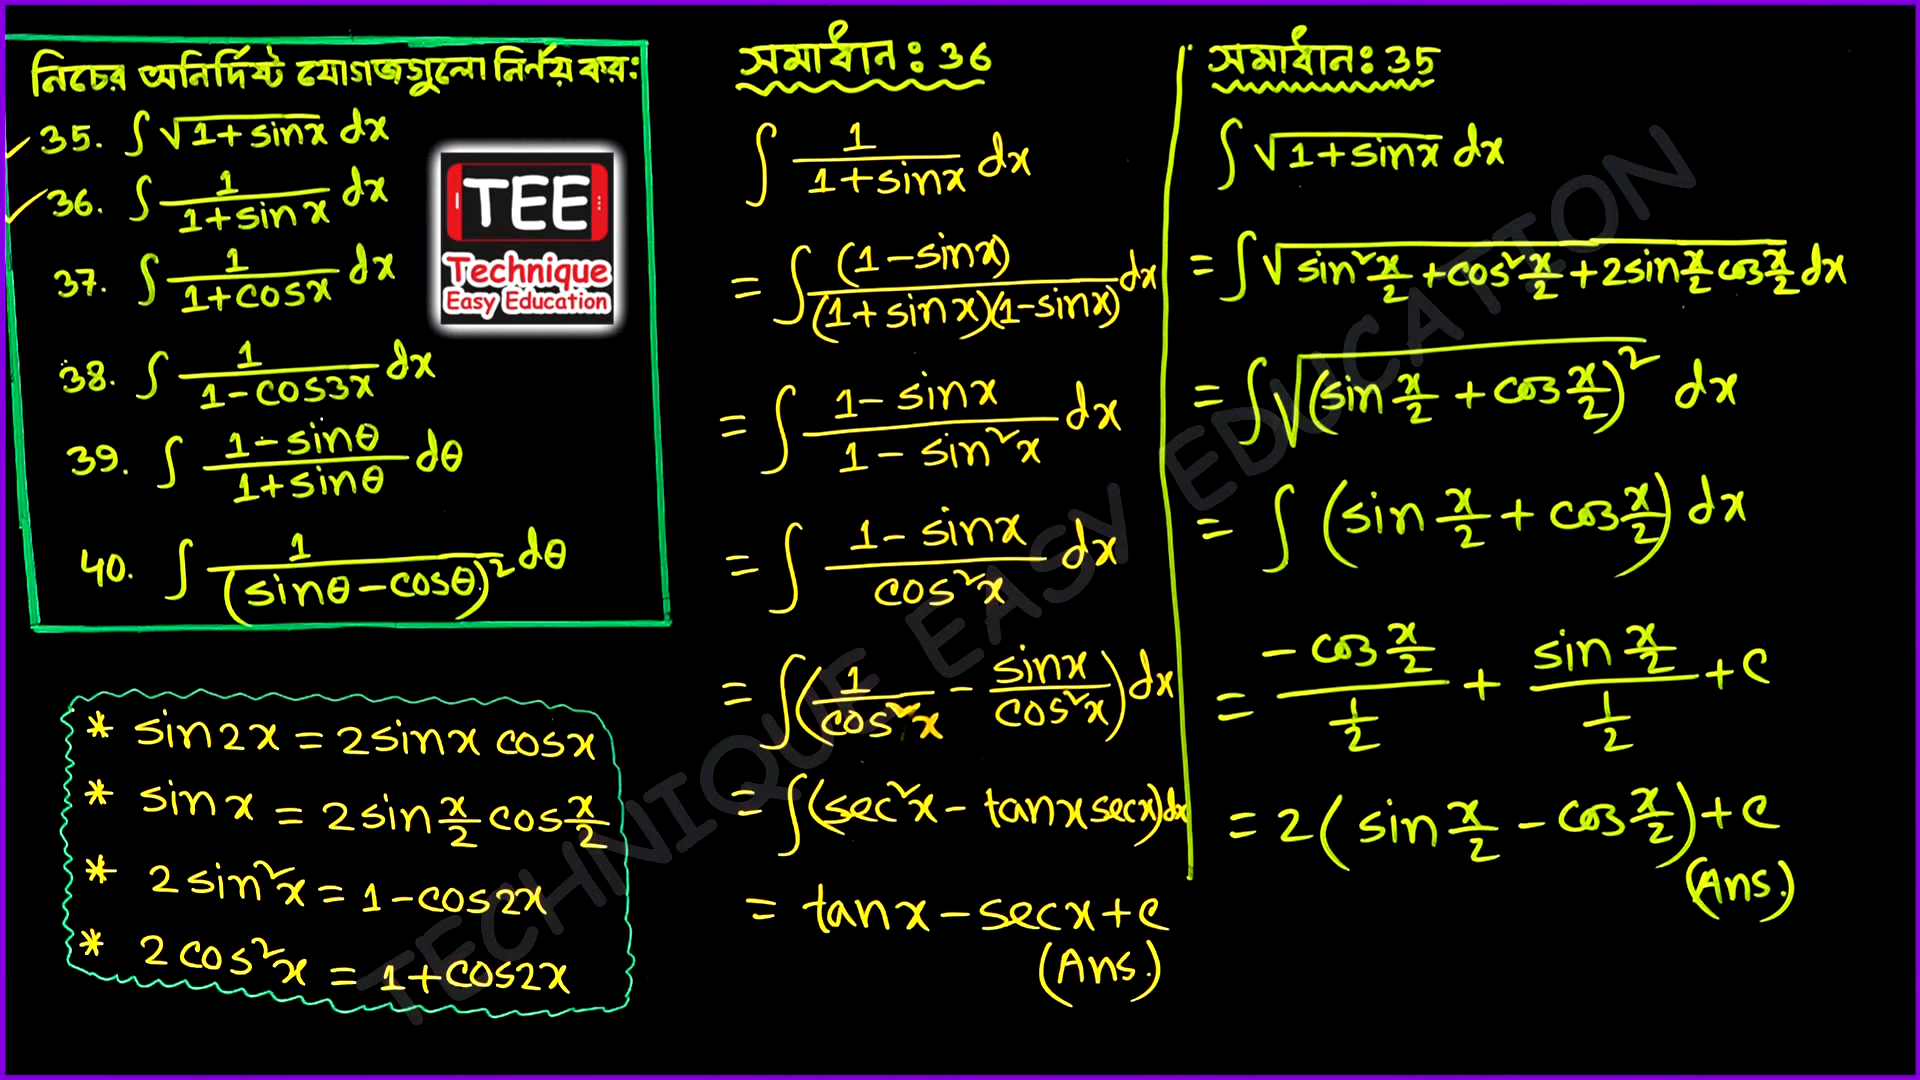 নিচের অনির্দিষ্ট যোগজগুলো নির্নয় কর:
35. ∫ √(1+sinx) dx
36. ∫ 1/(1+sinx) dx
37. ∫ 1/(1+cosx) dx
38. ∫ 1/(1-cos3x) dx
39. ∫ (1-sinθ)/(1+sinθ) dθ
40. ∫ 1/(sinθ-cosθ)² dθ
TEE
Technique
Easy Education
* sin2x = 2sinx cosx
* sinx = 2sin x/2 cos x/2
* 2sin²x = 1-cos2x
* 2cos²x = 1+cos2x
সমাধান: 36
∫ 1/(1+sinx) dx
= ∫ (1-sinx)/((1+sinx)(1-sinx)) dx
= ∫ (1-sinx)/(1-sin²x) dx
= ∫ (1-sinx)/cos²x dx
= ∫ (1/cos²x - sinx/cos²x) dx
= ∫ (sec²x - tanx secx) dx
= tanx - secx + c
(Ans.)
সমাধান: 35
∫ √(1+sinx) dx
= ∫ √(sin² x/2 + cos² x/2 + 2sin x/2 cos x/2) dx
= ∫ √((sin x/2 + cos x/2)²) dx
= ∫ (sin x/2 + cos x/2) dx
= (-cos x/2)/(1/2) + (sin x/2)/(1/2) + c
= 2(sin x/2 - cos x/2) + c
(Ans.)
TECHNIQUE EASY EDUCATION